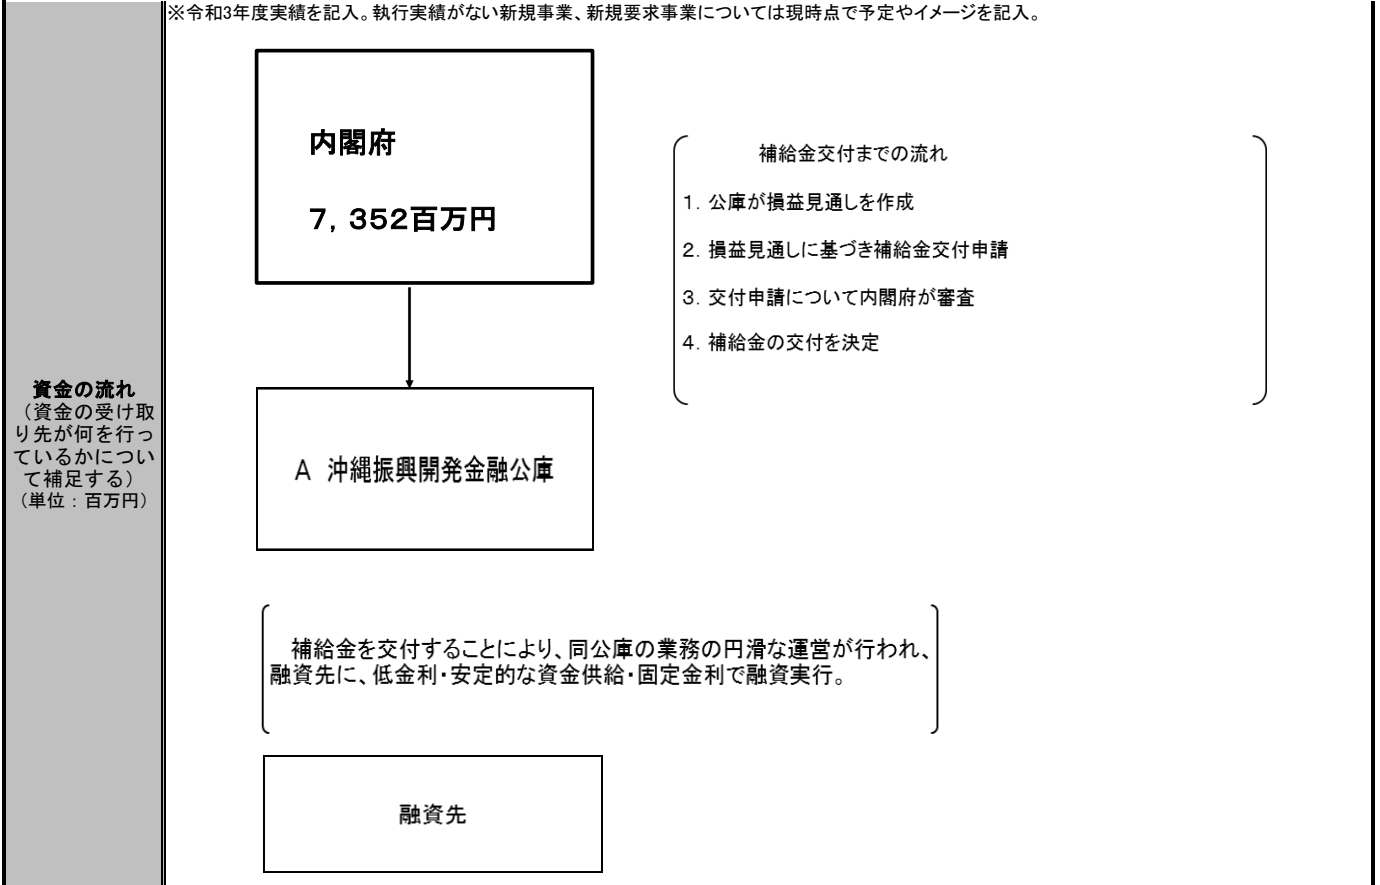 ※令和3年度実績を記入。執行実績がない新規事業、新規要求事業については現時点で予定やイメージを記入。
資金の流れ
（資金の受け取
り先が何を行っ
ているかについ
て補足する）
（単位：百万円）
内閣府
７，３５２百万円
補給金交付までの流れ
１．公庫が損益見通しを作成
２．損益見通しに基づき補給金交付申請
３．交付申請について内閣府が審査
４．補給金の交付を決定
Ａ　沖縄振興開発金融公庫
補給金を交付することにより、同公庫の業務の円滑な運営が行われ、
融資先に、低金利・安定的な資金供給・固定金利で融資実行。
融資先